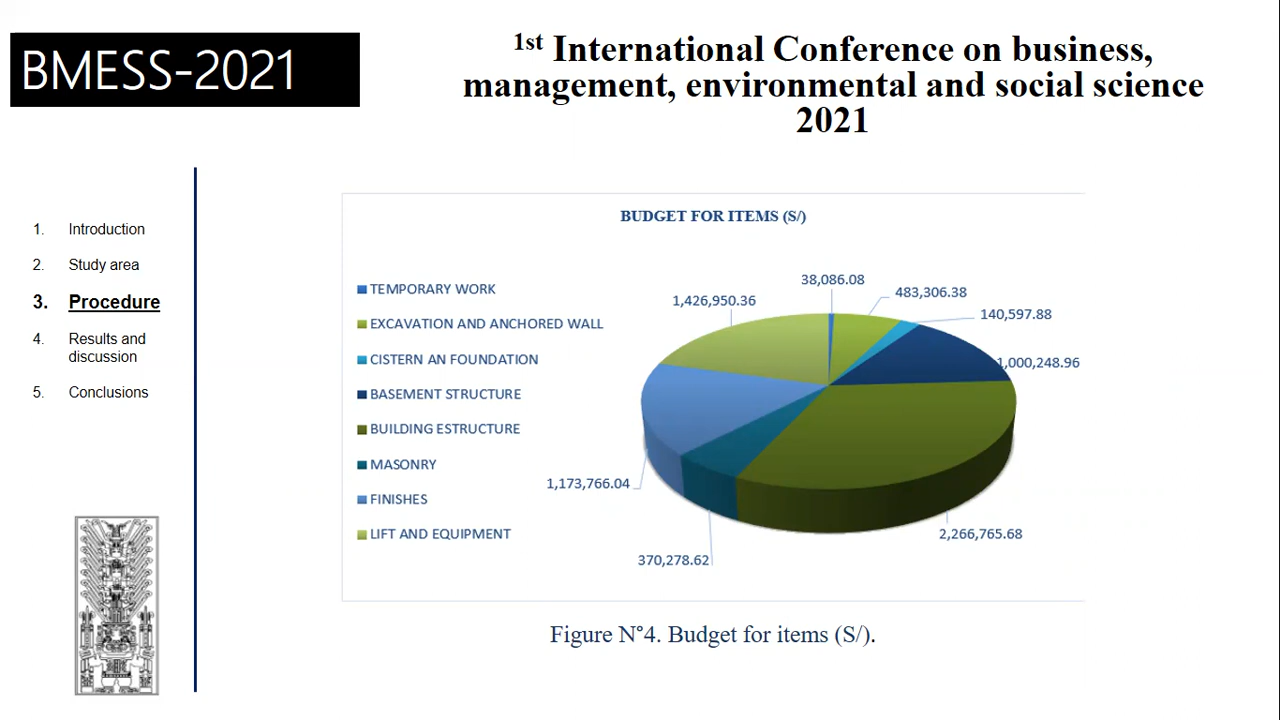 BMESS-2021
1st International Conference on business,
management, environmental and social science
2021
1. Introduction
2. Study area
3. Procedure
4. Results and
discussion
5. Conclusions
BUDGET FOR ITEMS (S/)
TEMPORARY WORK
EXCAVATION AND ANCHORED WALL
CISTERN AN FOUNDATION
BASEMENT STRUCTURE
BUILDING ESTRUCTURE
MASONRY
FINISHES
LIFT AND EQUIPMENT
38,086.08
483,306.38
140,597.88
1,000,248.96
2,266,765.68
370,278.62
1,173,766.04
1,426,950.36
Figure N°4. Budget for items (S/).